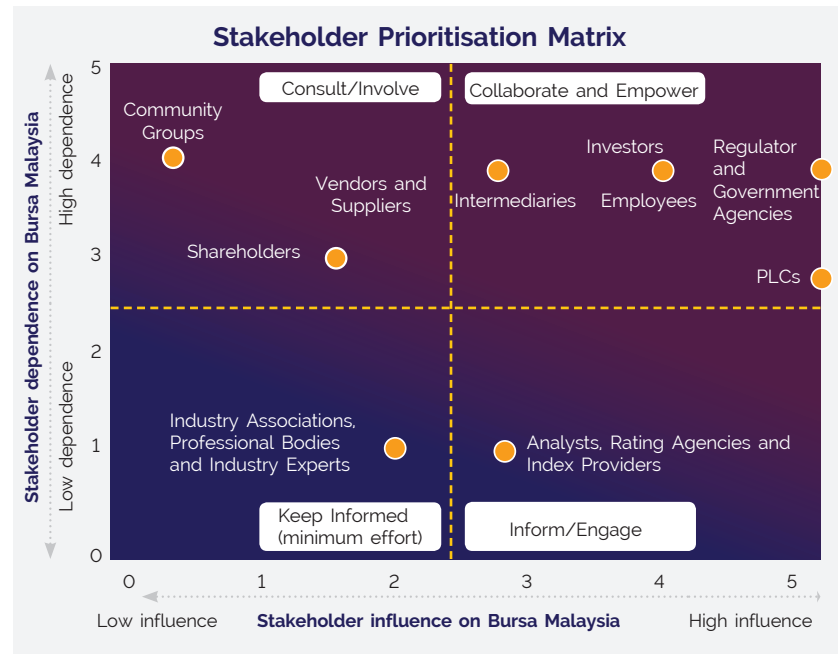 Stakeholder Prioritisation Matrix
Stakeholder dependence on Bursa Malaysia
High dependence
Low dependence
5
4
3
2
1
0
Consult/Involve
Collaborate and Empower
Community
Groups
Vendors and
Suppliers
Shareholders
Investors
Intermediaries
Employees
Regulator
and
Government
Agencies
PLCs
Industry Associations,
Professional Bodies
and Industry Experts
Analysts, Rating Agencies and
Index Providers
Keep Informed
(minimum effort)
Inform/Engage
0 1 2 3 4 5
Low influence Stakeholder influence on Bursa Malaysia High influence